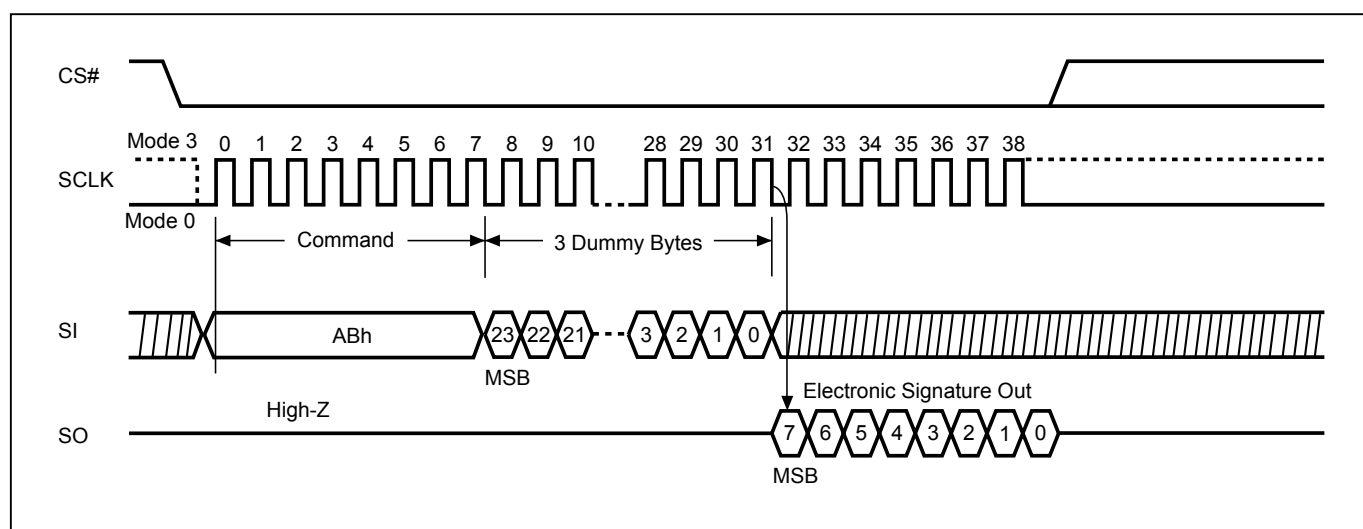 CS#
Mode 3 0 1 2 3 4 5 6 7 8 9 10 28 29 30 31 32 33 34 35 36 37 38
SCLK
Mode 0
Command 3 Dummy Bytes
SI ABh 23 22 21 3 2 1 0
MSB
Electronic Signature Out
High-Z
SO 7 6 5 4 3 2 1 0
MSB